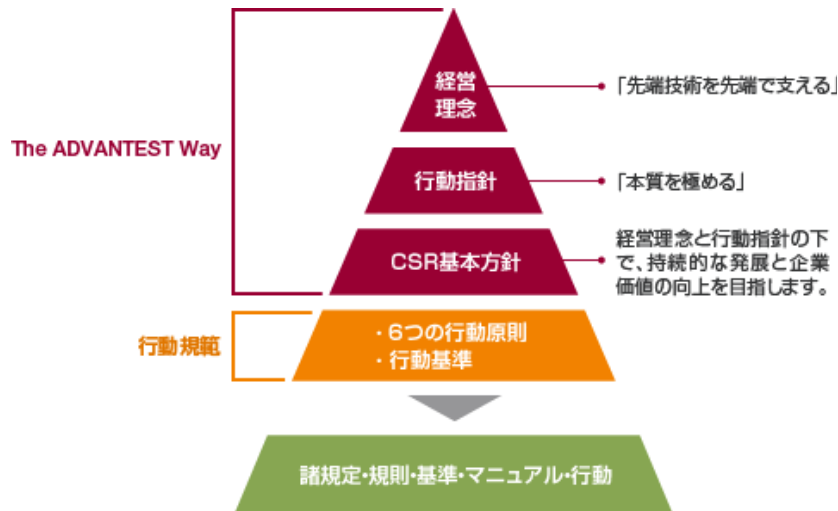 経営
理念
「先端技術を先端で支える」
The ADVANTEST Way
行動指針
「本質を極める」
CSR基本方針
経営理念と行動指針の下
で、持続的な発展と企業
価値の向上を目指します。
行動規範
・6つの行動原則
・行動基準
諸規定・規則・基準・マニュアル・行動